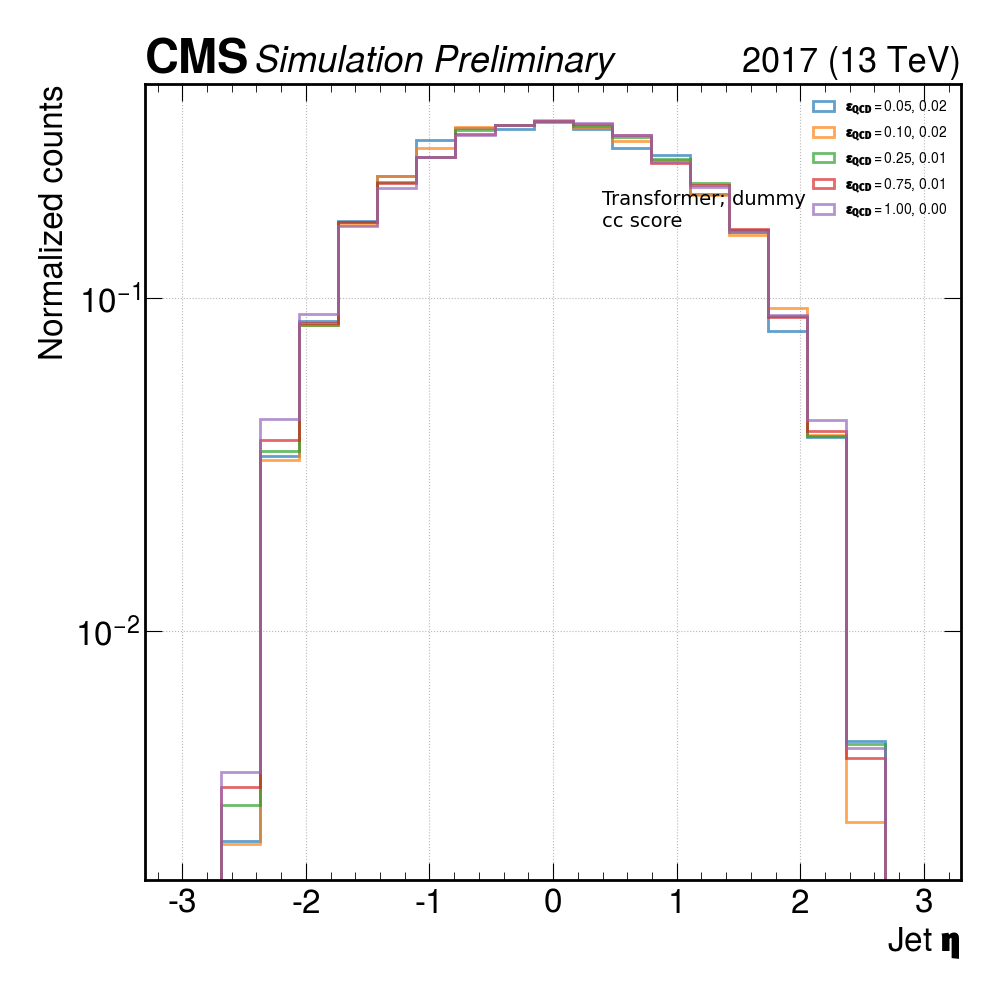 CMS Simulation Preliminary 2017 (13 TeV)
Normalized counts
εQCD = 0.05, 0.02
εQCD = 0.10, 0.02
εQCD = 0.25, 0.01
εQCD = 0.75, 0.01
εQCD = 1.00, 0.00
Transformer; dummy
cc score
10⁻¹
10⁻²
-3 -2 -1 0 1 2 3
Jet η